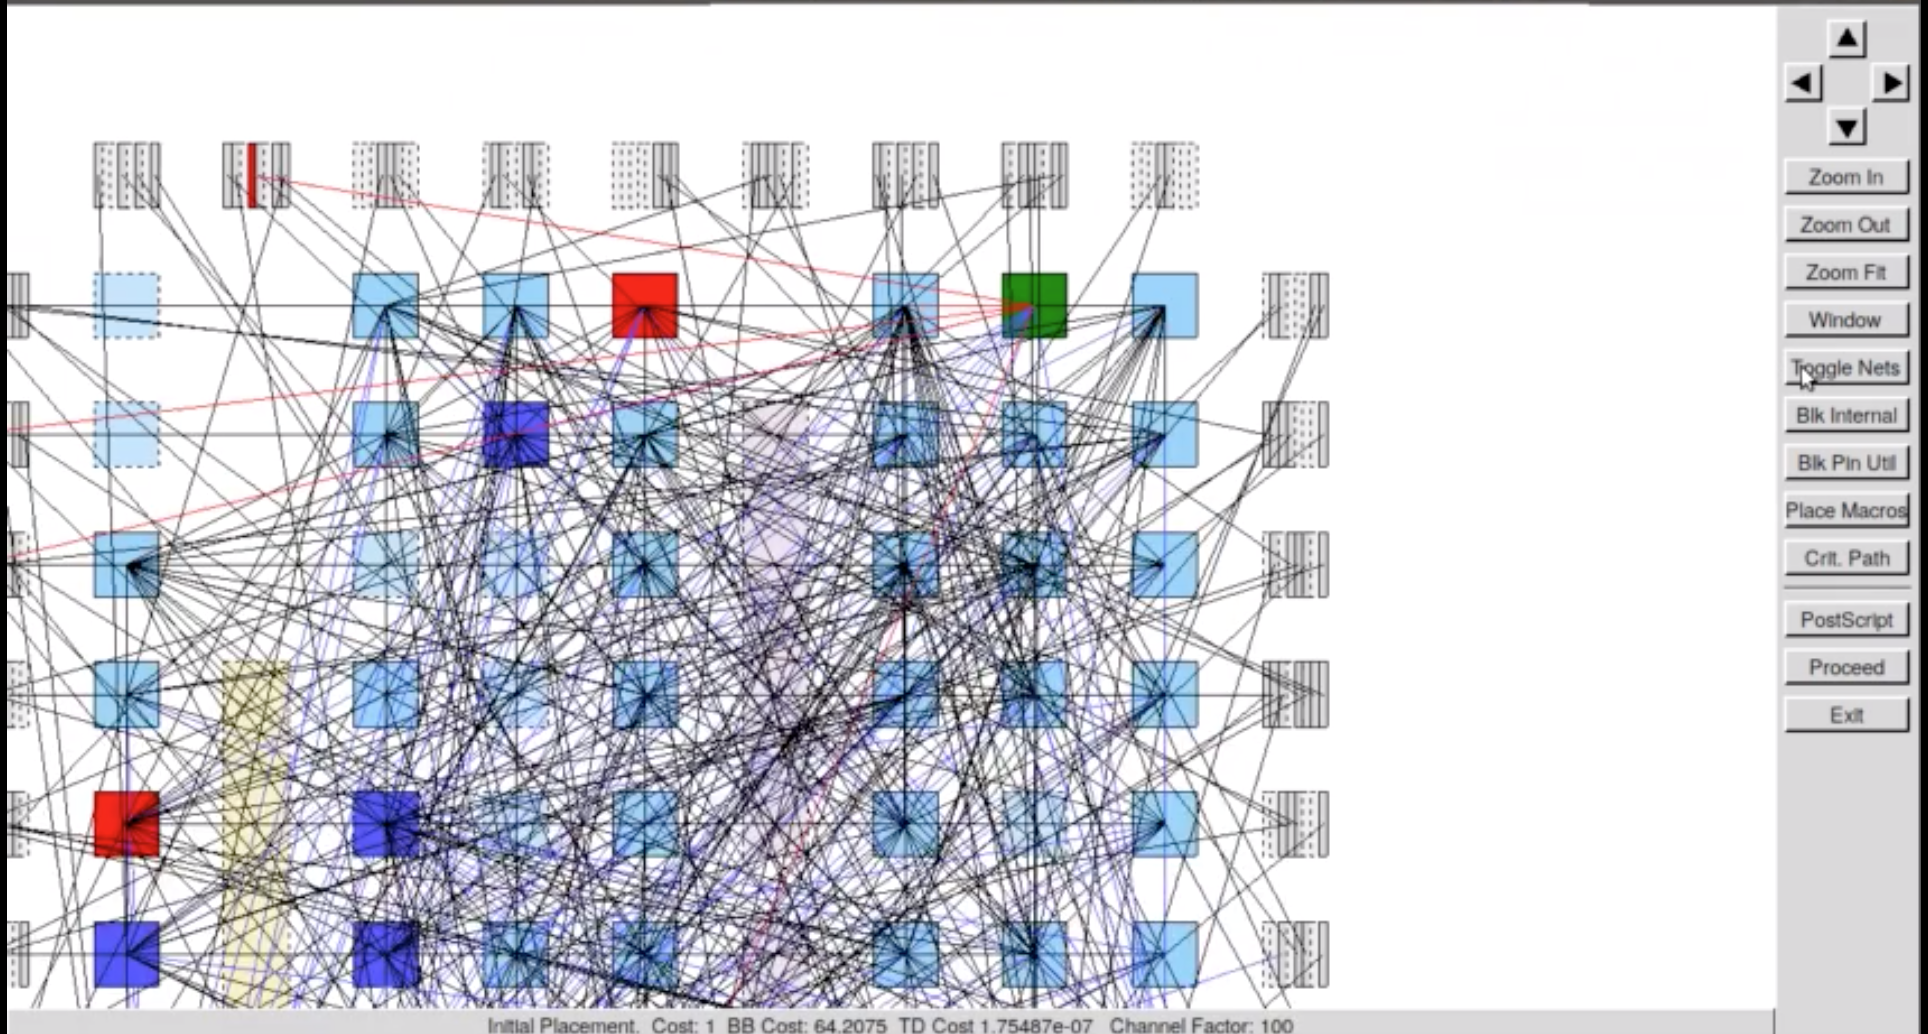 Zoom In
Zoom Out
Zoom Fit
Window
Toggle Nets
Blk Internal
Blk Pin Util
Place Macros
Crit. Path
PostScript
Proceed
Exit
Initial Placement. Cost: 1 BB Cost: 64.2075 TD Cost 1.75487e-07 Channel Factor: 100